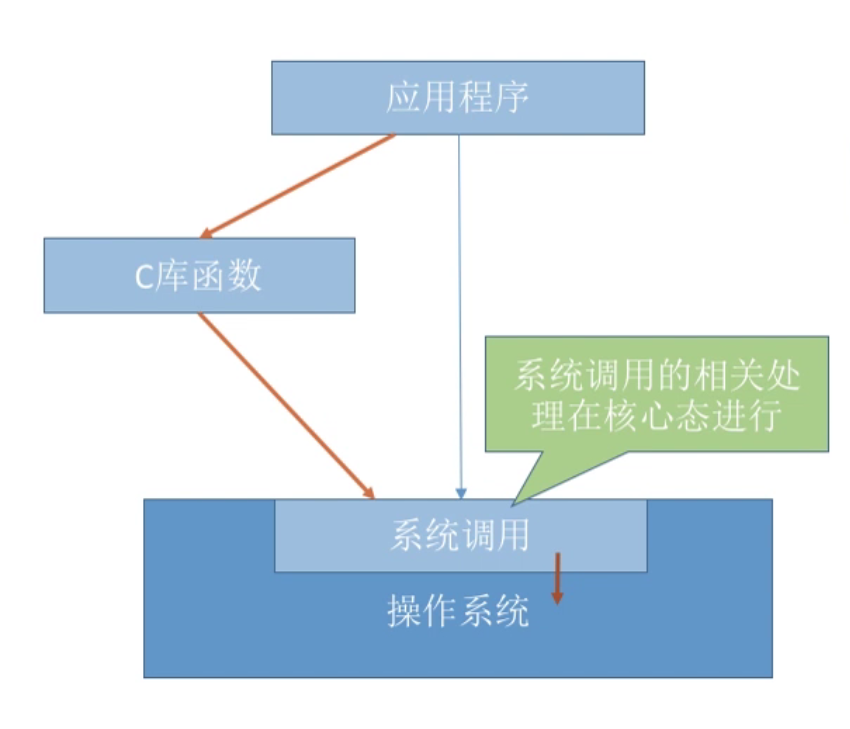 应用程序
C库函数
系统调用的相关处
理在核心态进行
系统调用
操作系统